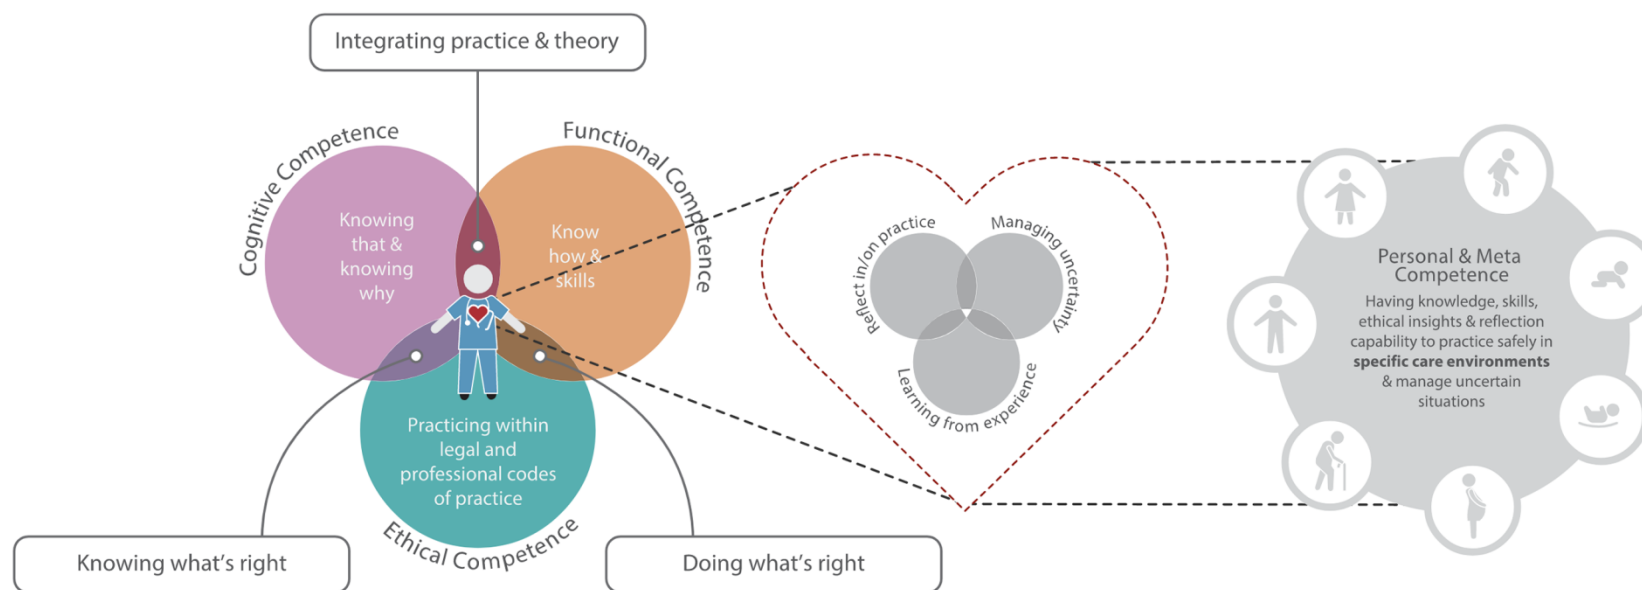 Integrating practice & theory
Cognitive Competence
Functional Competence
Knowing
that &
knowing
why
Know
how &
skills
Practicing within
legal and
professional codes
of practice
Ethical Competence
Knowing what’s right
Doing what’s right
Reflect in/on practice
Managing uncertainty
Learning from experience
Personal & Meta
Competence
Having knowledge, skills,
ethical insights & reflection
capability to practice safely in
specific care environments
& manage uncertain
situations